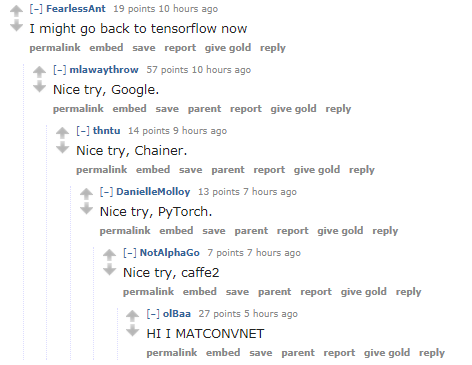 [–] FearlessAnt 19 points 10 hours ago
I might go back to tensorflow now
permalink embed save report give gold reply
[–] mlawaythrow 57 points 10 hours ago
Nice try, Google.
permalink embed save parent report give gold reply
[–] thntu 14 points 9 hours ago
Nice try, Chainer.
permalink embed save parent report give gold reply
[–] DanielleMolloy 13 points 7 hours ago
Nice try, PyTorch.
permalink embed save parent report give gold reply
[–] NotAlphaGo 7 points 7 hours ago
Nice try, caffe2
permalink embed save parent report give gold reply
[–] olBaa 27 points 5 hours ago
HI I MATCONVNET
permalink embed save parent report give gold reply